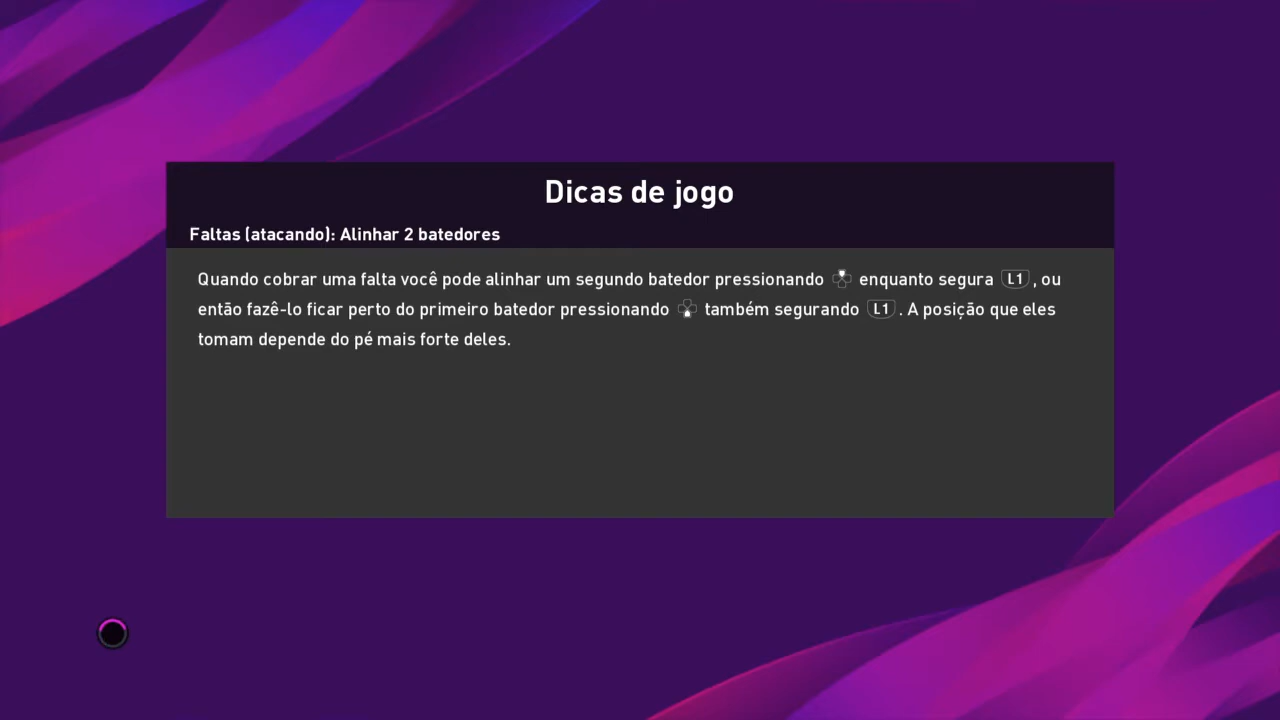 Dicas de jogo
Faltas (atacando): Alinhar 2 batedores
Quando cobrar uma falta você pode alinhar um segundo batedor pressionando enquanto segura L1, ou
então fazê-lo ficar perto do primeiro batedor pressionando também segurando L1. A posição que eles
tomam depende do pé mais forte deles.